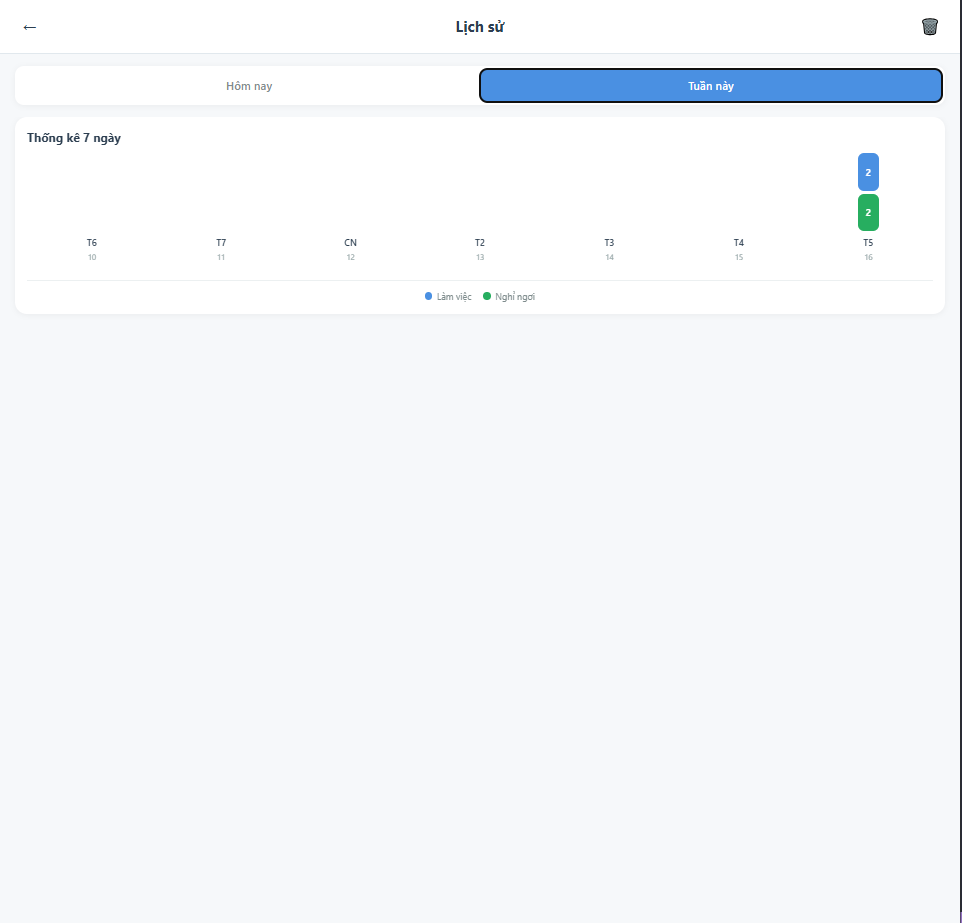 ←
Lịch sử
Hôm nay
Tuần này
Thống kê 7 ngày
2
2
T6 T7 CN T2 T3 T4 T5
10 11 12 13 14 15 16
Làm việc Nghỉ ngơi